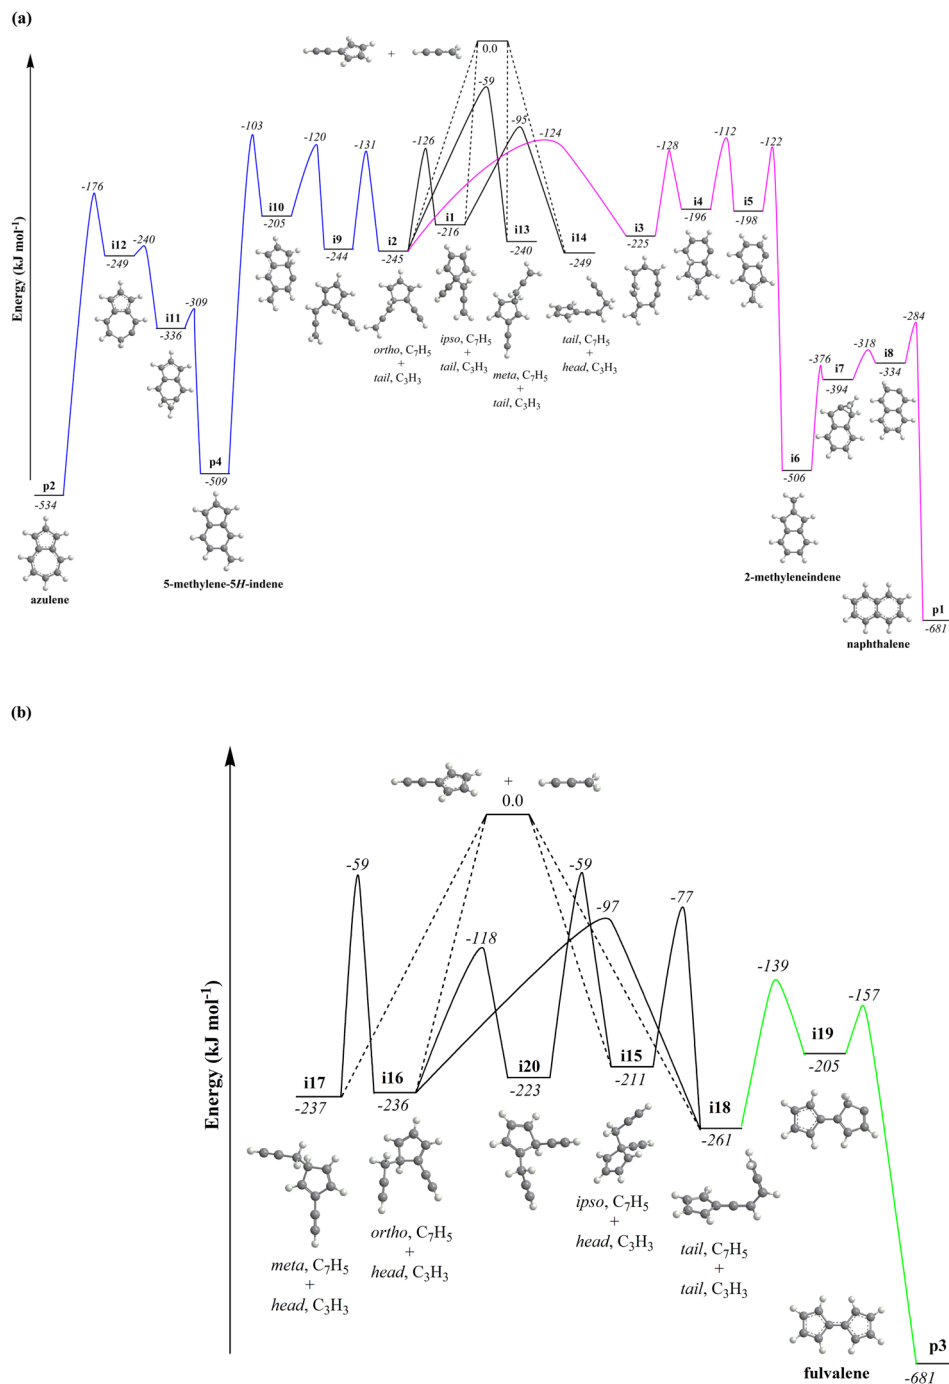 (a)
+
0.0
-59
-95
-103
-120
-131
-126
-124
-128
-112
-122
-176
i10
-205
i4
-196
i5
-198
i12
-249
-240
i9
-244
i2
-245
i1
-216
i13
-240
i14
-249
i3
-225
Energy (kJ mol-1)
i11
-336
-309
-284
-318
i8
-334
-376
i7
-394
ortho, C7H5
+
tail, C3H3
ipso, C7H5
+
tail, C3H3
meta, C7H5
+
tail, C3H3
tail, C7H5
+
head, C3H3
p4
-509
i6
-506
p2
-534
azulene
5-methylene-5H-indene
2-methyleneindene
naphthalene
p1
-681
(b)
+
0.0
-59
-59
-97
-77
-118
-139
-157
Energy (kJ mol-1)
i17
-237
i16
-236
i20
-223
i15
-211
i18
-261
i19
-205
meta, C7H5
+
head, C3H3
ortho, C7H5
+
head, C3H3
ipso, C7H5
+
head, C3H3
tail, C7H5
+
tail, C3H3
fulvalene
p3
-681